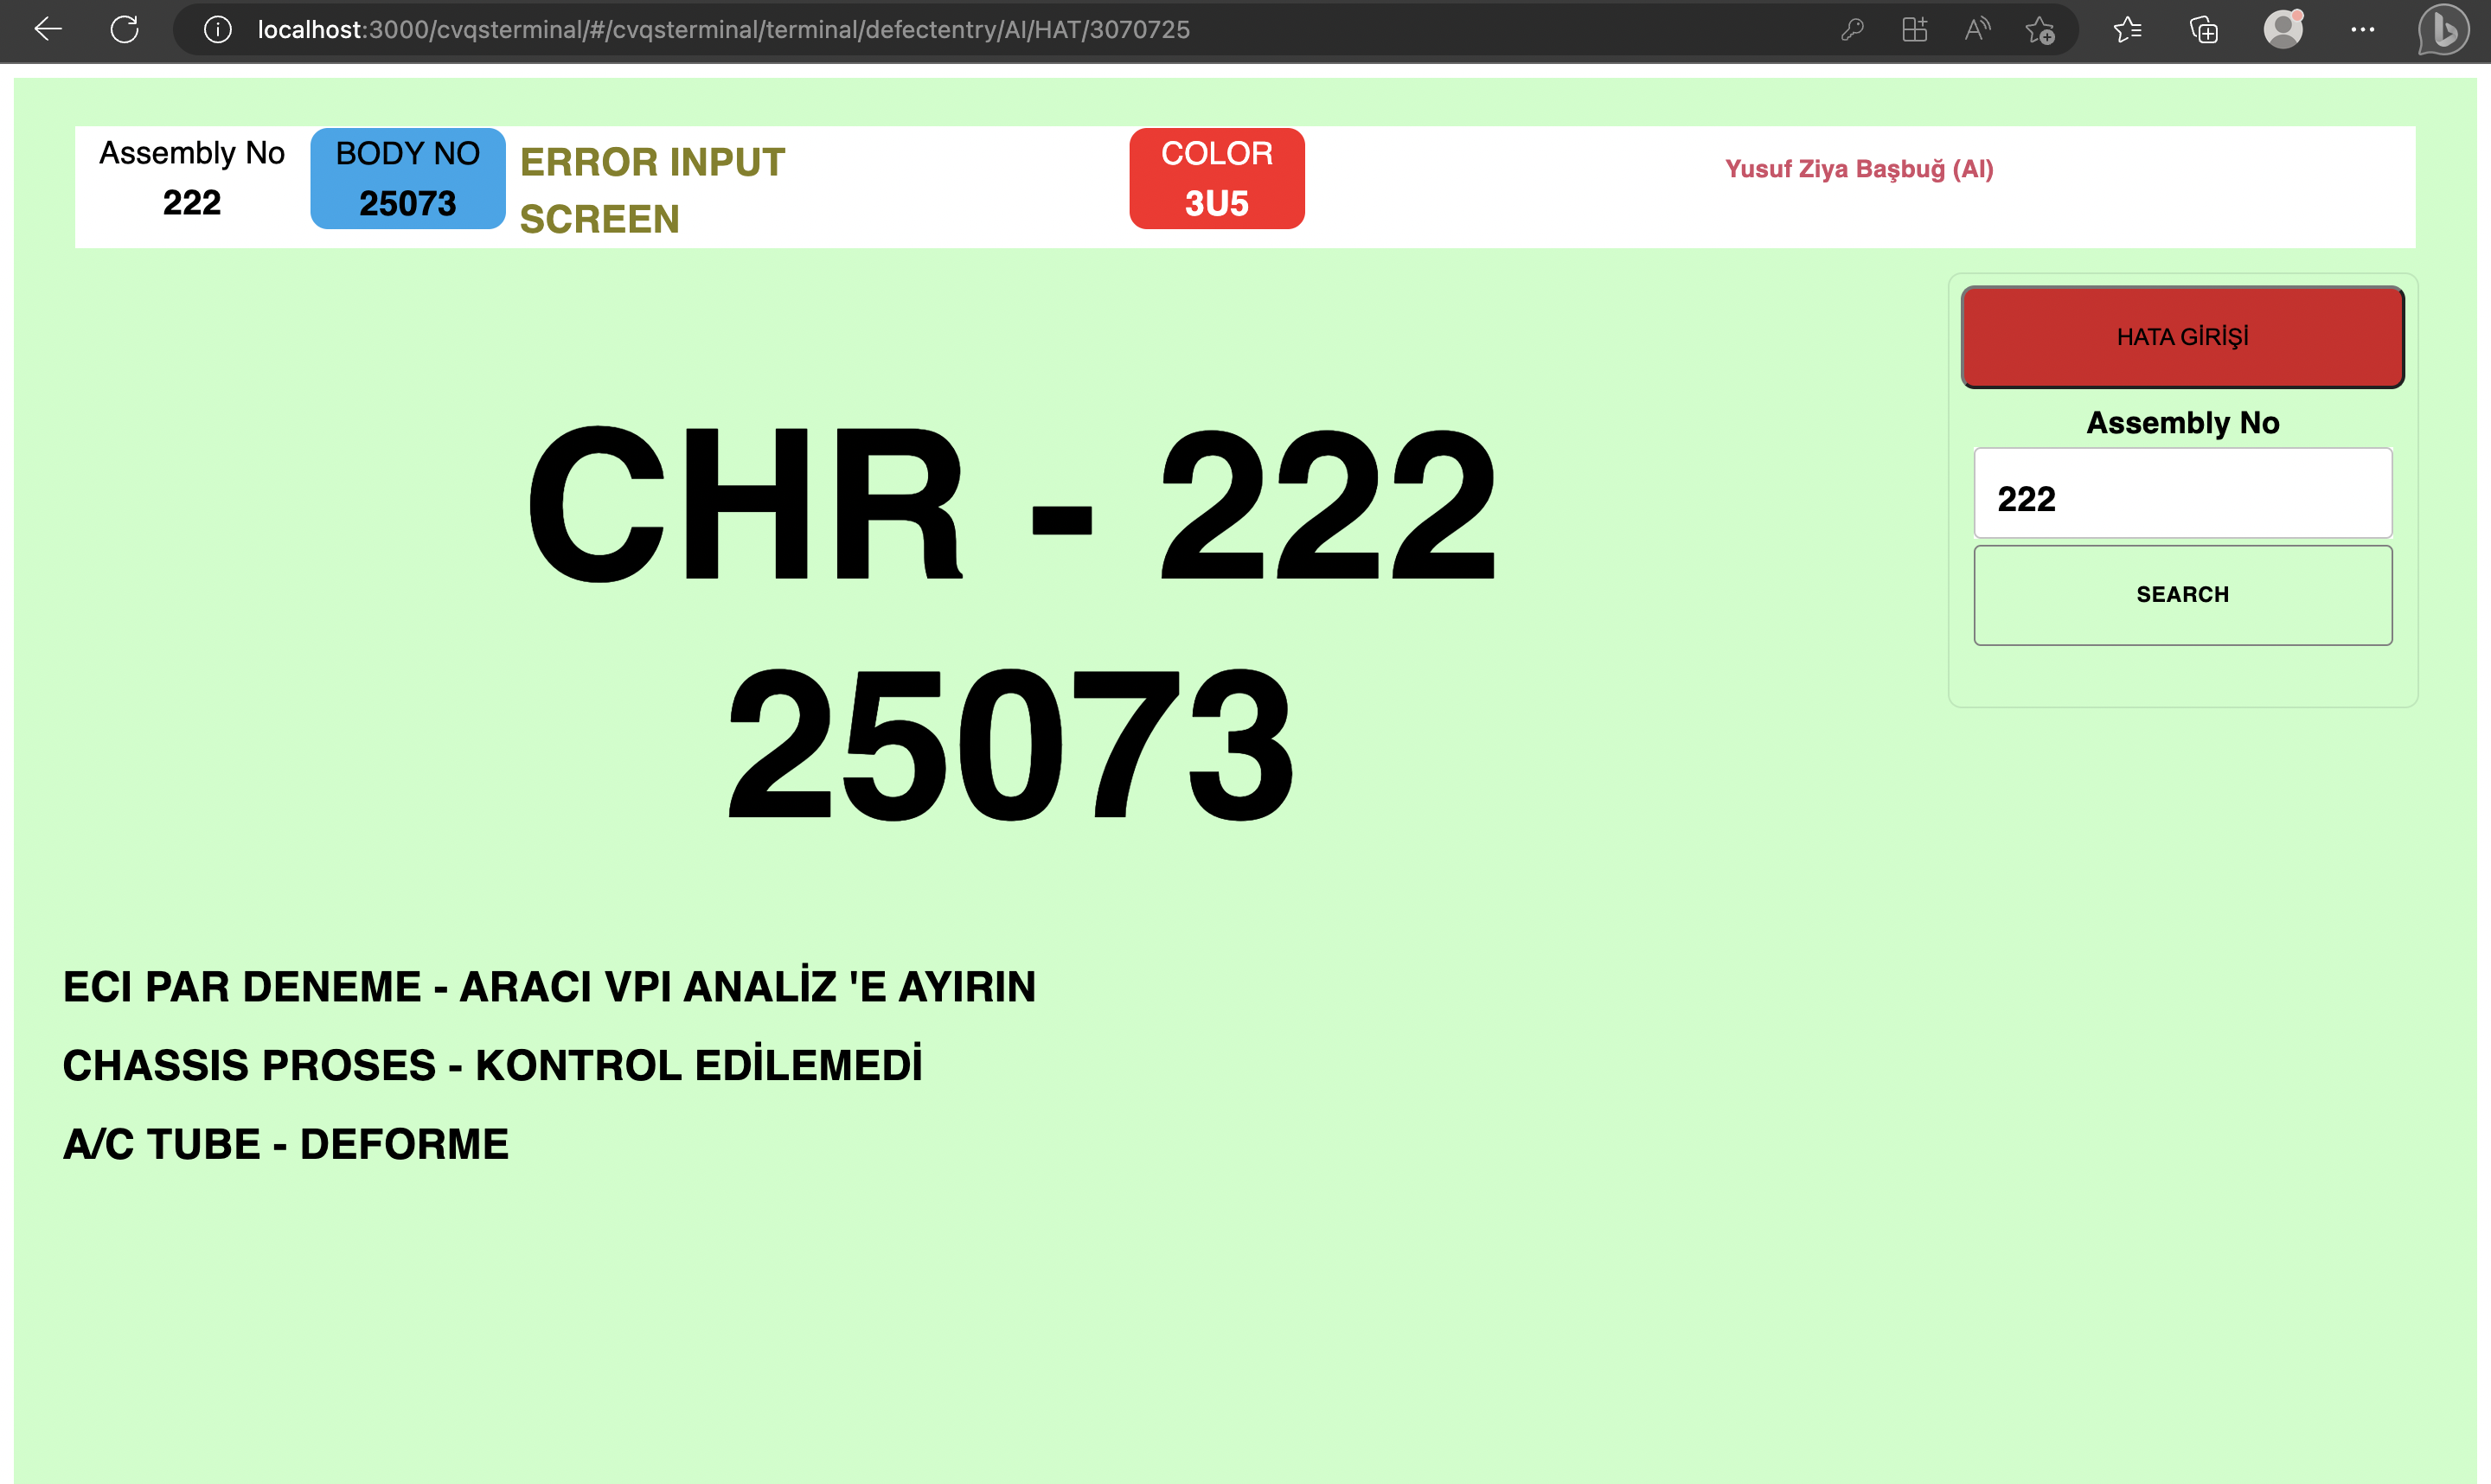 localhost:3000/cvqsterminal/#/cvqsterminal/terminal/defectentry/AI/HAT/3070725
Assembly No
222
BODY NO
25073
ERROR INPUT
SCREEN
COLOR
3U5
Yusuf Ziya Başbuğ (AI)
HATA GİRİŞİ
Assembly No
222
SEARCH
CHR - 222
25073
ECI PAR DENEME - ARACI VPI ANALİZ 'E AYIRIN
CHASSIS PROSES - KONTROL EDİLEMEDİ
A/C TUBE - DEFORME